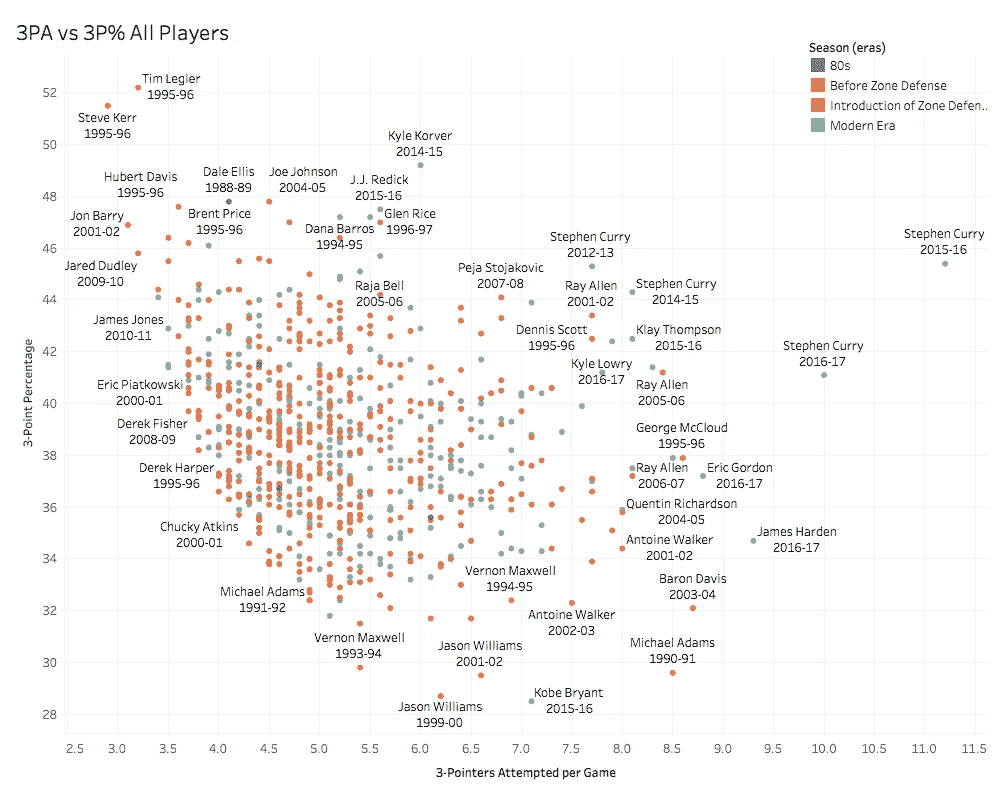 3PA vs 3P% All Players
Season (eras)
80s
Before Zone Defense
Introduction of Zone Defen..
Modern Era
Tim Legler
1995-96
Steve Kerr
1995-96
Kyle Korver
2014-15
Hubert Davis
1995-96
Dale Ellis
1988-89
Joe Johnson
2004-05
J.J. Redick
2015-16
Jon Barry
2001-02
Brent Price
1995-96
Dana Barros
1994-95
Glen Rice
1996-97
Stephen Curry
2012-13
Stephen Curry
2015-16
Jared Dudley
2009-10
Raja Bell
2005-06
Peja Stojakovic
2007-08
Ray Allen
2001-02
Stephen Curry
2014-15
James Jones
2010-11
Dennis Scott
1995-96
Klay Thompson
2015-16
Stephen Curry
2016-17
Kyle Lowry
2016-17
Eric Piatkowski
2000-01
Ray Allen
2005-06
Derek Fisher
2008-09
George McCloud
1995-96
Derek Harper
1995-96
Ray Allen
2006-07
Eric Gordon
2016-17
Quentin Richardson
2004-05
Chucky Atkins
2000-01
Antoine Walker
2001-02
James Harden
2016-17
Michael Adams
1991-92
Vernon Maxwell
1994-95
Baron Davis
2003-04
Antoine Walker
2002-03
Vernon Maxwell
1993-94
Jason Williams
2001-02
Michael Adams
1990-91
Jason Williams
1999-00
Kobe Bryant
2015-16
3-Point Percentage
52
50
48
46
44
42
40
38
36
34
32
30
28
2.5 3.0 3.5 4.0 4.5 5.0 5.5 6.0 6.5 7.0 7.5 8.0 8.5 9.0 9.5 10.0 10.5 11.0 11.5
3-Pointers Attempted per Game